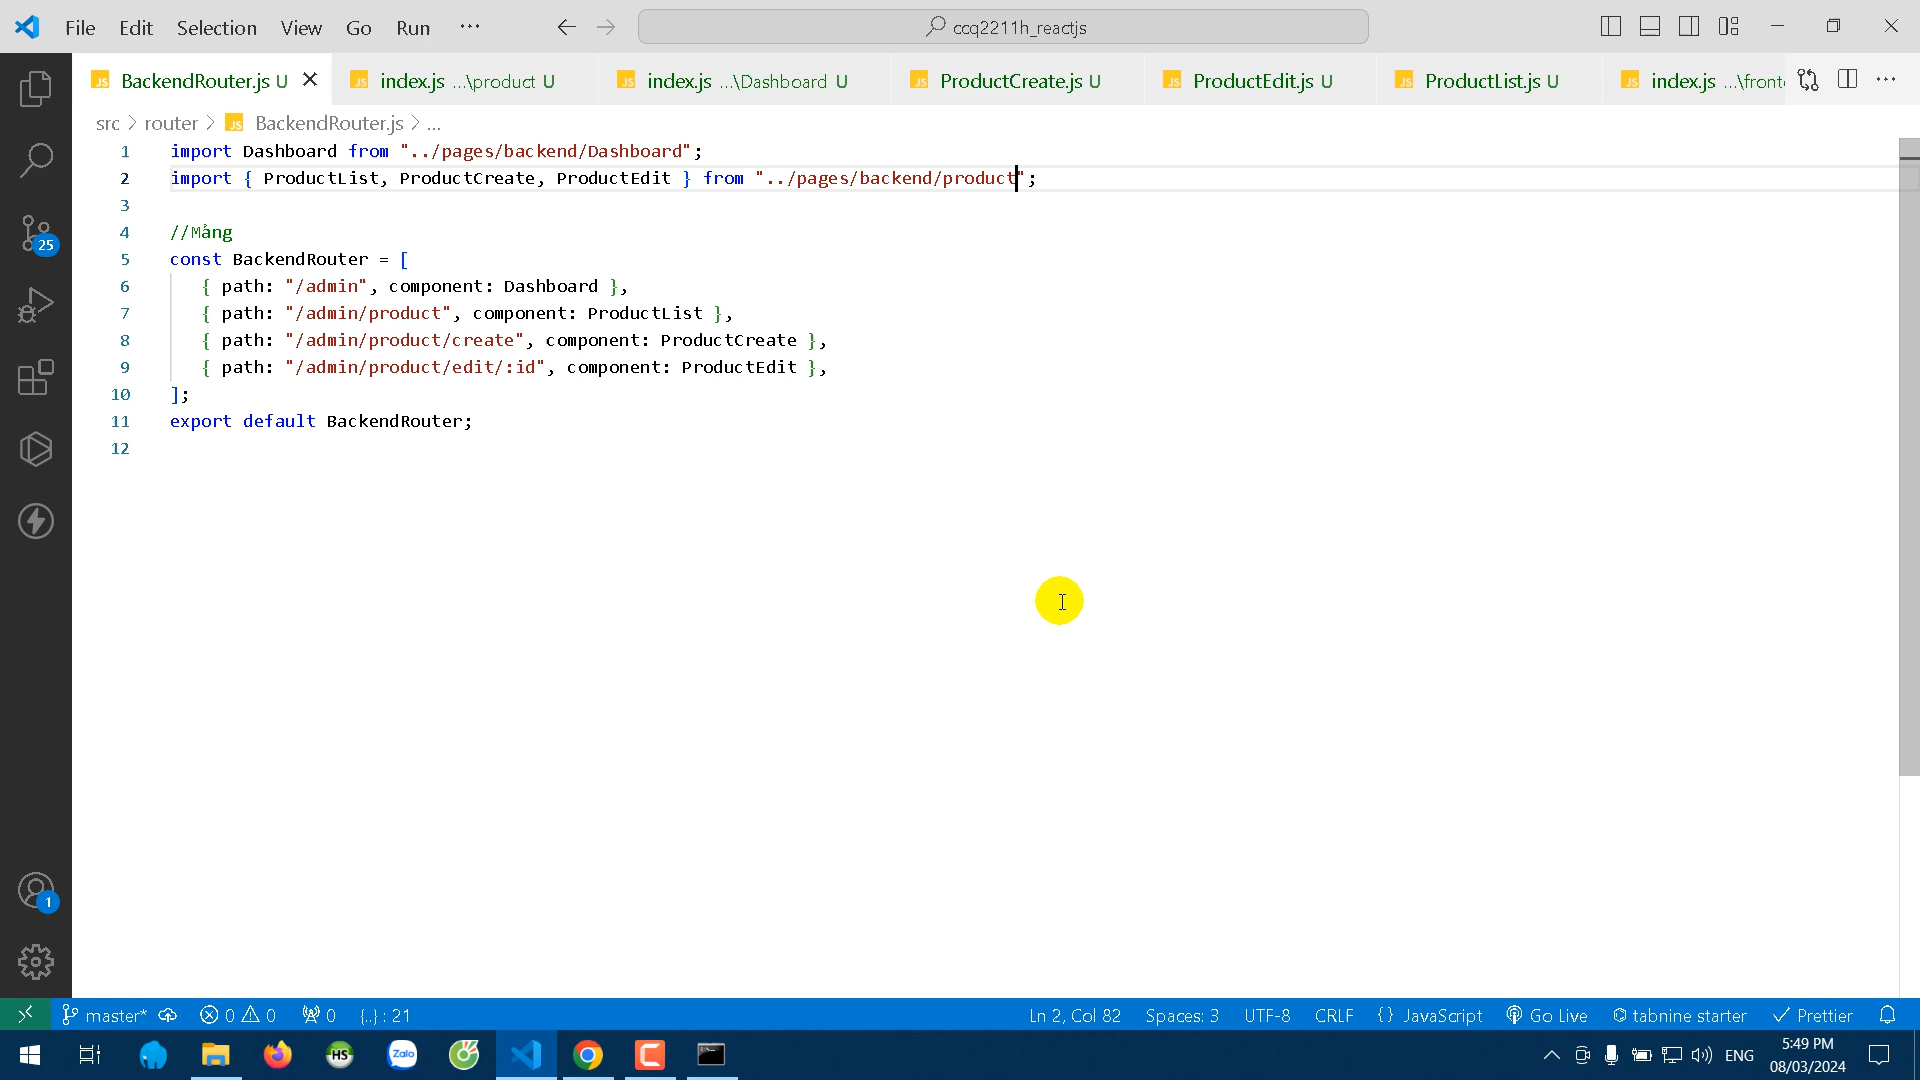 File Edit Selection View Go Run ··· ccq2211h_reactjs
BackendRouter.js U index.js ...\product U index.js ...\Dashboard U ProductCreate.js U ProductEdit.js U ProductList.js U index.js ...\fronte
src > router > JS BackendRouter.js > ...
1 import Dashboard from "../pages/backend/Dashboard";
2 import { ProductList, ProductCreate, ProductEdit } from "../pages/backend/product";
3
4 //Mảng
5 const BackendRouter = [
6 { path: "/admin", component: Dashboard },
7 { path: "/admin/product", component: ProductList },
8 { path: "/admin/product/create", component: ProductCreate },
9 { path: "/admin/product/edit/:id", component: ProductEdit },
10 ];
11 export default BackendRouter;
12
25
1
master* 0 0 0 {..} : 21 Ln 2, Col 82 Spaces: 3 UTF-8 CRLF {} JavaScript Go Live tabnine starter Prettier
HS Zalo ENG 5:49 PM
08/03/2024